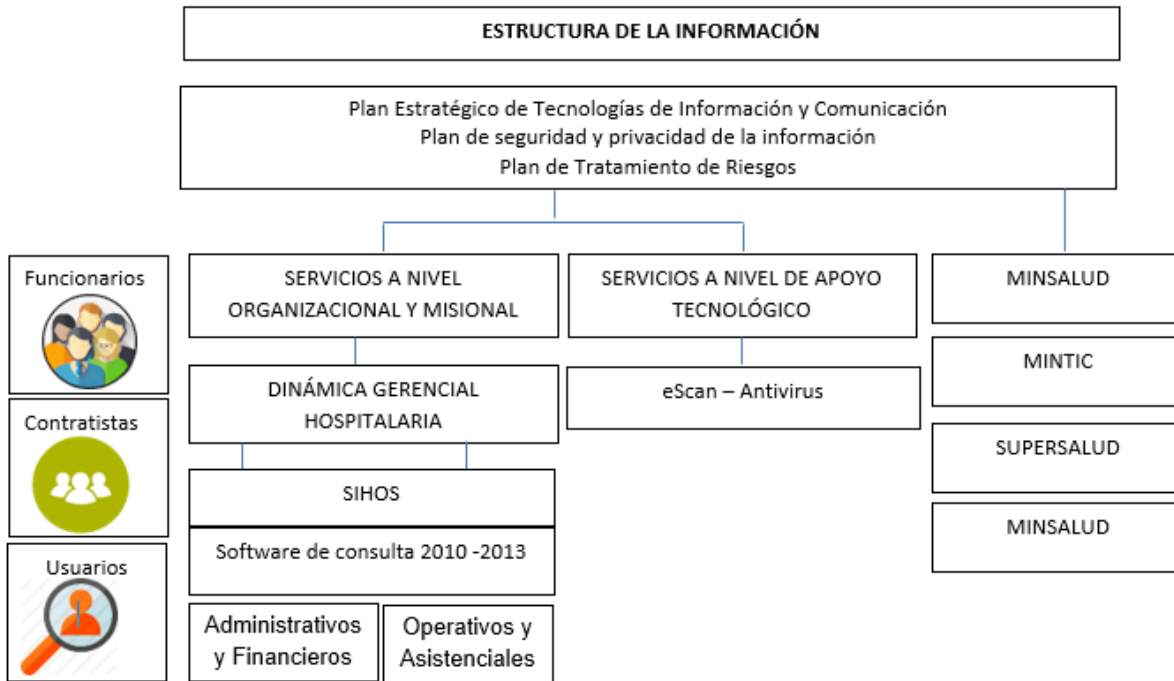 ESTRUCTURA DE LA INFORMACIÓN
Plan Estratégico de Tecnologías de Información y Comunicación
Plan de seguridad y privacidad de la información
Plan de Tratamiento de Riesgos
Funcionarios
Contratistas
Usuarios
SERVICIOS A NIVEL
ORGANIZACIONAL Y MISIONAL
DINÁMICA GERENCIAL
HOSPITALARIA
SIHOS
Software de consulta 2010 -2013
Administrativos
y Financieros
Operativos y
Asistenciales
SERVICIOS A NIVEL DE APOYO
TECNOLÓGICO
eScan – Antivirus
MINSALUD
MINTIC
SUPERSALUD
MINSALUD